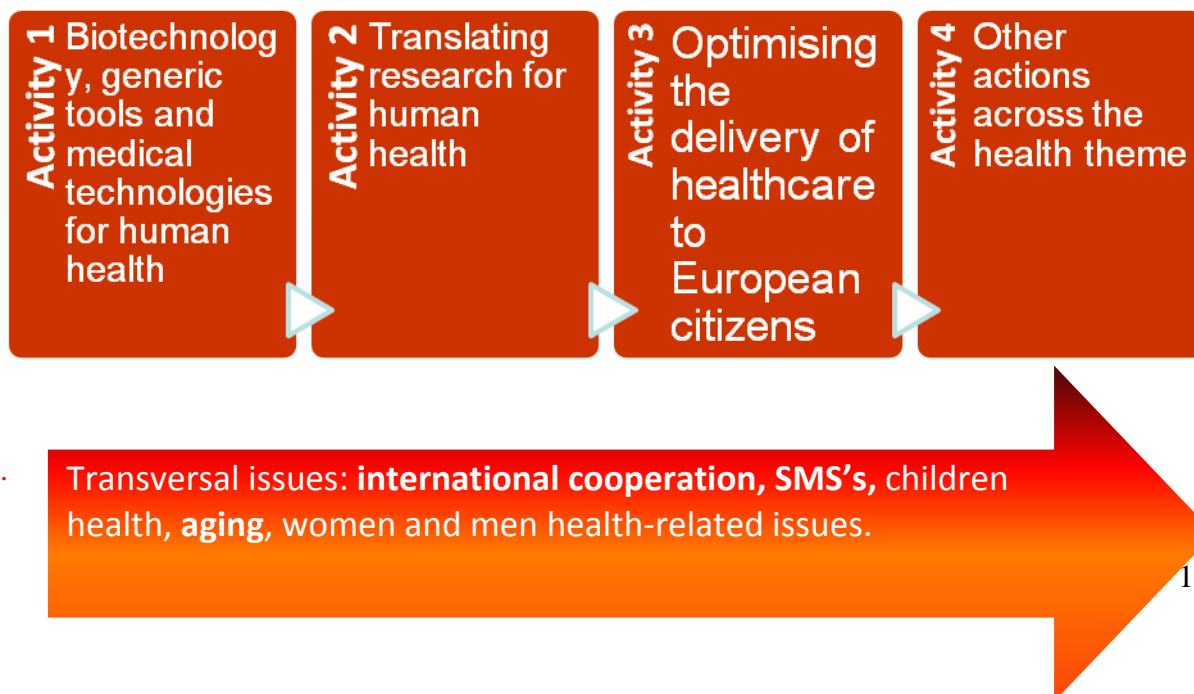 Activity 1
Biotechnolog
y, generic
tools and
medical
technologies
for human
health
Activity 2
Translating
research for
human
health
Activity 3
Optimising
the
delivery of
healthcare
to
European
citizens
Activity 4
Other
actions
across the
health theme
Transversal issues: international cooperation, SMS’s, children
health, aging, women and men health-related issues.
1